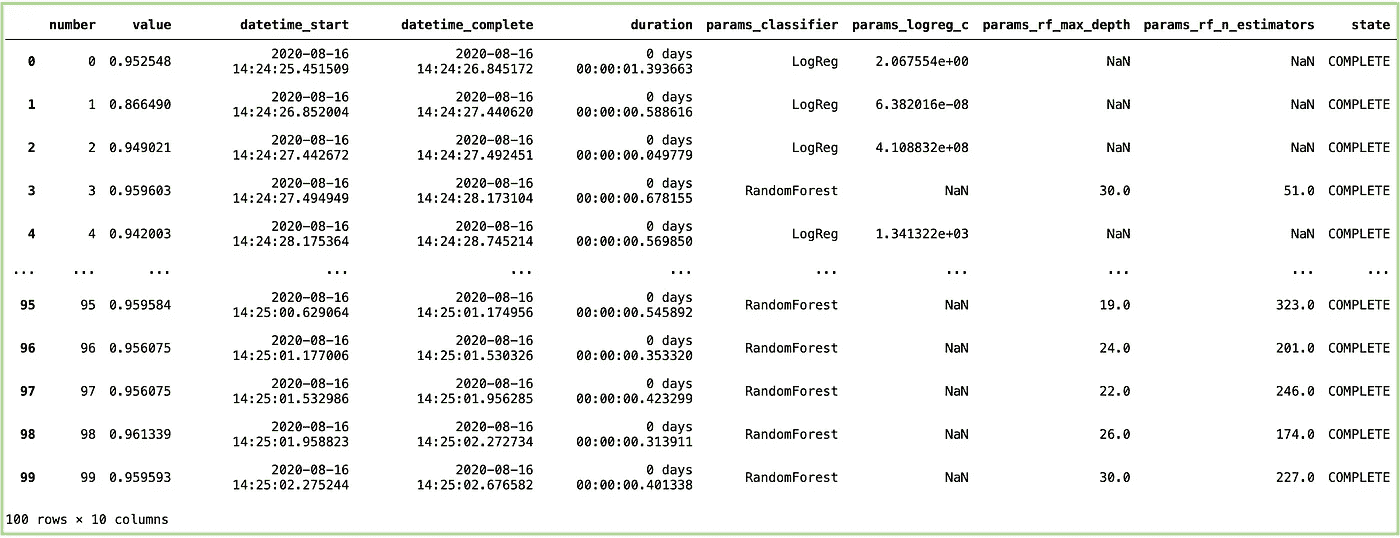 number value datetime_start datetime_complete duration params_classifier params_logreg_c params_rf_max_depth params_rf_n_estimators state
0 0 0.952548 2020-08-16 14:24:25.451509 2020-08-16 14:24:26.845172 0 days 00:00:01.393663 LogReg 2.067554e+00 NaN NaN COMPLETE
1 1 0.866490 2020-08-16 14:24:26.852004 2020-08-16 14:24:27.440620 0 days 00:00:00.588616 LogReg 6.382016e-08 NaN NaN COMPLETE
2 2 0.949021 2020-08-16 14:24:27.442672 2020-08-16 14:24:27.492451 0 days 00:00:00.049779 LogReg 4.108832e+08 NaN NaN COMPLETE
3 3 0.959603 2020-08-16 14:24:27.494949 2020-08-16 14:24:28.173104 0 days 00:00:00.678155 RandomForest NaN 30.0 51.0 COMPLETE
4 4 0.942003 2020-08-16 14:24:28.175364 2020-08-16 14:24:28.745214 0 days 00:00:00.569850 LogReg 1.341322e+03 NaN NaN COMPLETE
... ... ... ... ... ... ... ... ... ... ...
95 95 0.959584 2020-08-16 14:25:00.629064 2020-08-16 14:25:01.174956 0 days 00:00:00.545892 RandomForest NaN 19.0 323.0 COMPLETE
96 96 0.956075 2020-08-16 14:25:01.177006 2020-08-16 14:25:01.530326 0 days 00:00:00.353320 RandomForest NaN 24.0 201.0 COMPLETE
97 97 0.956075 2020-08-16 14:25:01.532986 2020-08-16 14:25:01.956285 0 days 00:00:00.423299 RandomForest NaN 22.0 246.0 COMPLETE
98 98 0.961339 2020-08-16 14:25:01.958823 2020-08-16 14:25:02.272734 0 days 00:00:00.313911 RandomForest NaN 26.0 174.0 COMPLETE
99 99 0.959593 2020-08-16 14:25:02.275244 2020-08-16 14:25:02.676582 0 days 00:00:00.401338 RandomForest NaN 30.0 227.0 COMPLETE
100 rows × 10 columns